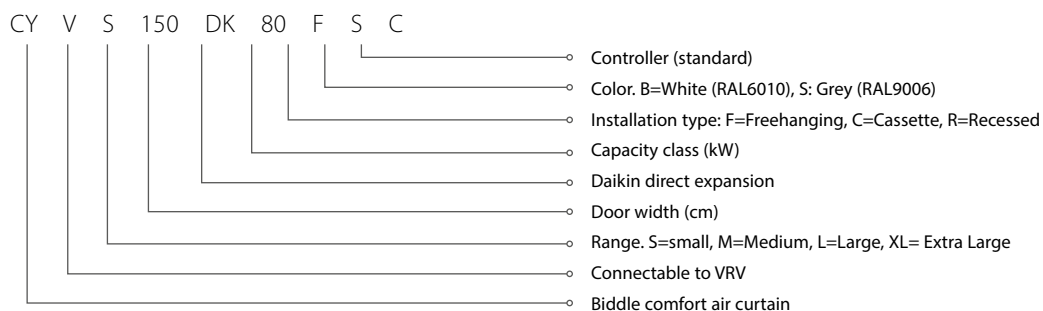 CY V S 150 DK 80 F S C
Controller (standard)
Color. B=White (RAL6010), S: Grey (RAL9006)
Installation type: F=Freehanging, C=Cassette, R=Recessed
Capacity class (kW)
Daikin direct expansion
Door width (cm)
Range. S=small, M=Medium, L=Large, XL= Extra Large
Connectable to VRV
Biddle comfort air curtain